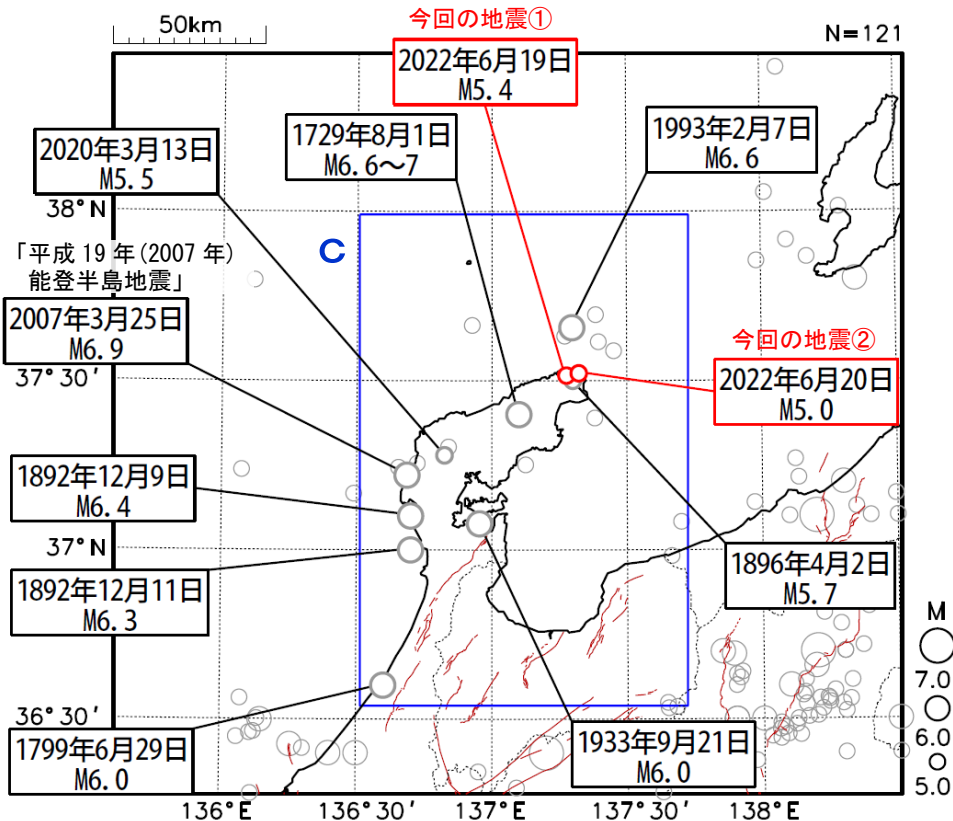 50km
今回の地震①
N=121
2022年6月19日
M5.4
2020年3月13日
M5.5
1729年8月1日
M6.6～7
1993年2月7日
M6.6
38°N
C
「平成 19 年(2007 年)
能登半島地震」
2007年3月25日
M6.9
今回の地震②
37°30′
2022年6月20日
M5.0
1892年12月9日
M6.4
37°N
1896年4月2日
M5.7
1892年12月11日
M6.3
M
7.0
6.0
5.0
36°30′
1799年6月29日
M6.0
1933年9月21日
M6.0
136°E
136°30′
137°E
137°30′
138°E